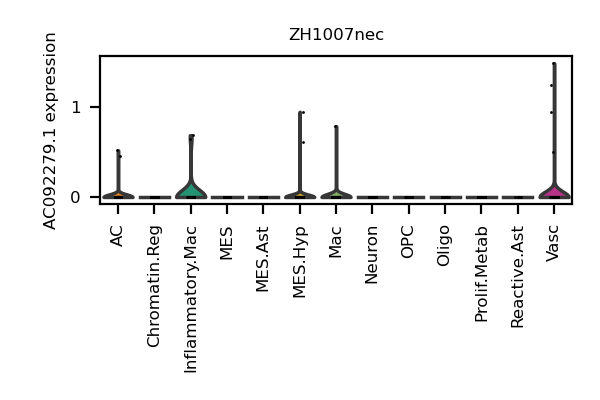 ZH1007nec
AC092279.1 expression
1
0
AC
Chromatin.Reg
Inflammatory.Mac
MES
MES.Ast
MES.Hyp
Mac
Neuron
OPC
Oligo
Prolif.Metab
Reactive.Ast
Vasc